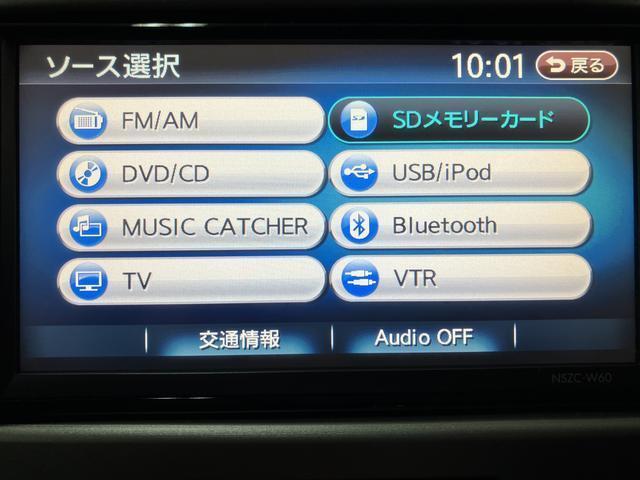 ソース選択
10:01
戻る
FM/AM
SDメモリーカード
DVD/CD
USB/iPod
MUSIC CATCHER
Bluetooth
TV
VTR
交通情報
Audio OFF
NSZC-W60